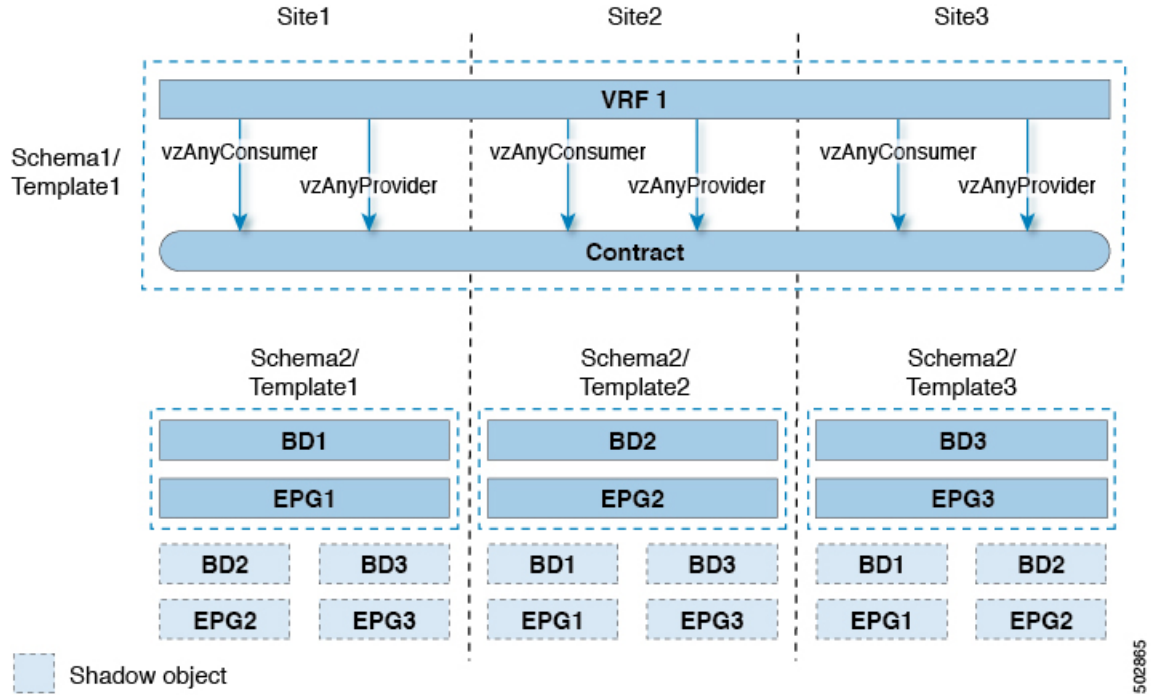 Site1
Site2
Site3
VRF 1
Schema1/
Template1
vzAnyConsumer
vzAnyProvider
vzAnyConsumer
vzAnyProvider
vzAnyConsumer
vzAnyProvider
Contract
Schema2/
Template1
Schema2/
Template2
Schema2/
Template3
BD1
BD2
BD3
EPG1
EPG2
EPG3
BD2
BD3
BD1
BD3
BD1
BD2
EPG2
EPG3
EPG1
EPG3
EPG1
EPG2
Shadow object
502865